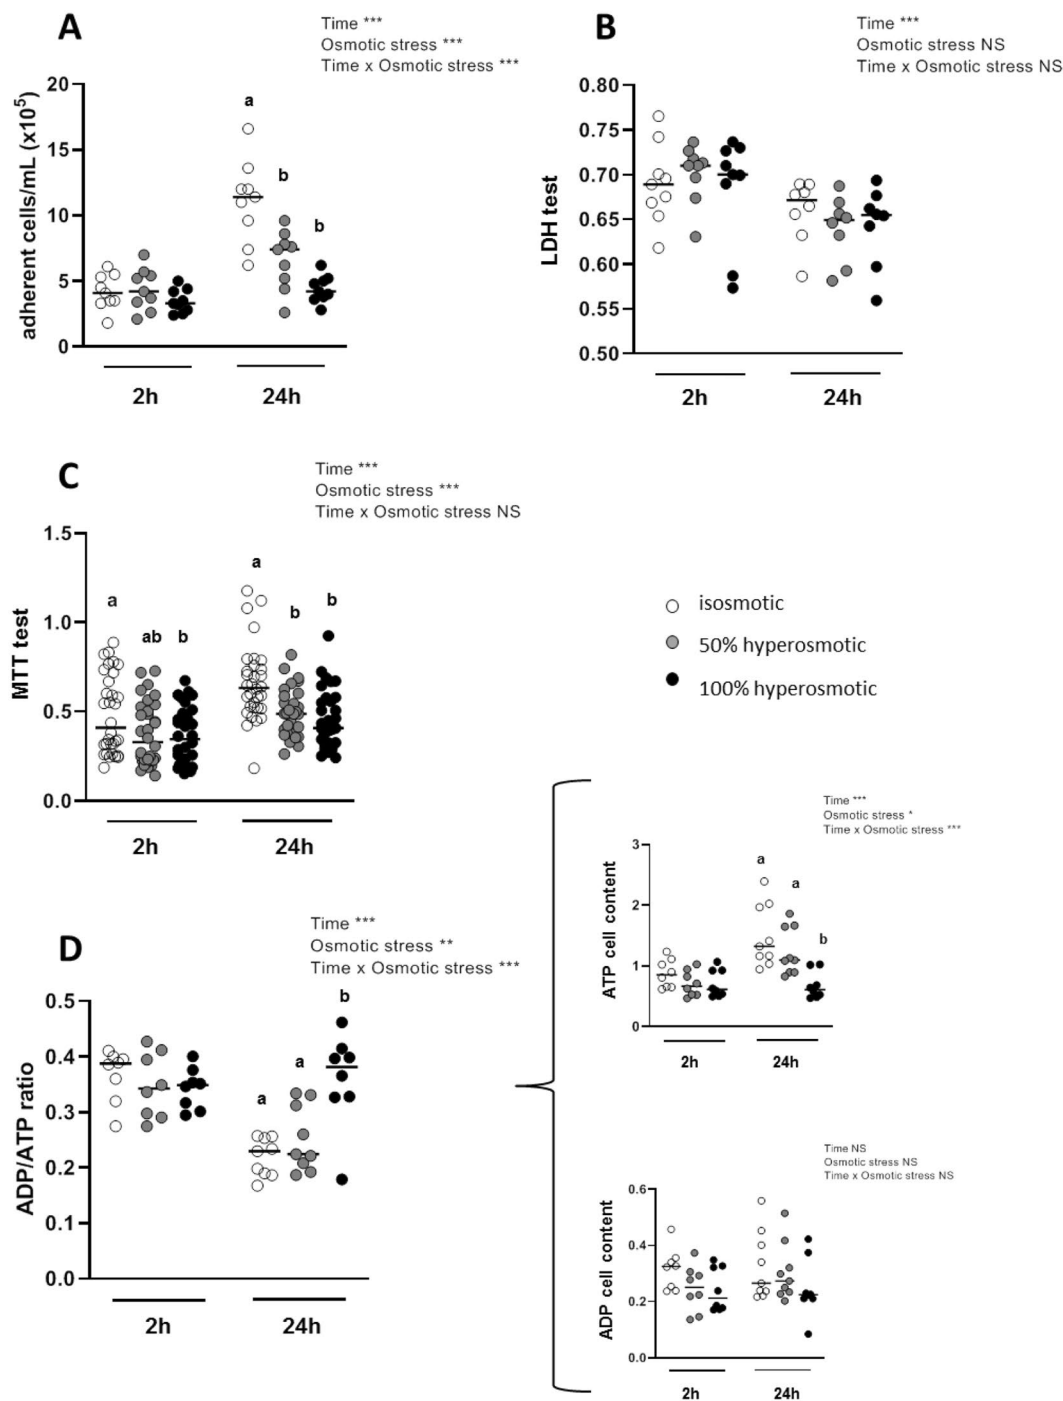 A
Time ***
Osmotic stress ***
Time x Osmotic stress ***
adherent cells/mL (x10⁵)
20
15
10
5
0
a
b
b
2h
24h
B
Time ***
Osmotic stress NS
Time x Osmotic stress NS
LDH test
0.80
0.75
0.70
0.65
0.60
0.55
0.50
2h
24h
C
Time ***
Osmotic stress ***
Time x Osmotic stress NS
MTT test
1.5
1.0
0.5
0.0
a
ab
b
a
b
b
2h
24h
isosmotic
50% hyperosmotic
100% hyperosmotic
D
Time ***
Osmotic stress **
Time x Osmotic stress ***
ADP/ATP ratio
0.5
0.4
0.3
0.2
0.1
0.0
a
a
b
2h
24h
Time ***
Osmotic stress *
Time x Osmotic stress ***
ATP cell content
3
2
1
0
a
a
b
2h
24h
Time NS
Osmotic stress NS
Time x Osmotic stress NS
ADP cell content
0.6
0.4
0.2
0.0
2h
24h